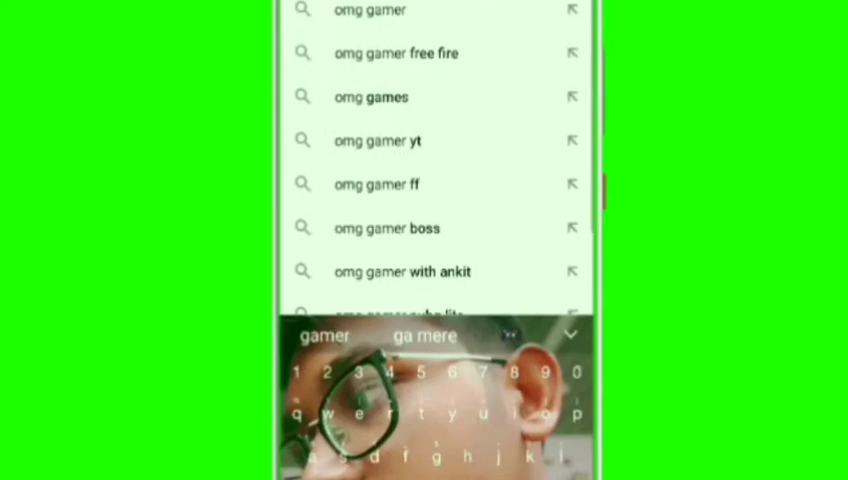 omg gamer
omg gamer free fire
omg games
omg gamer yt
omg gamer ff
omg gamer boss
omg gamer with ankit
gamer ga mere
1 2 3 4 5 6 7 8 9 0
q w e r t y u i o p
a s d f g h j k l